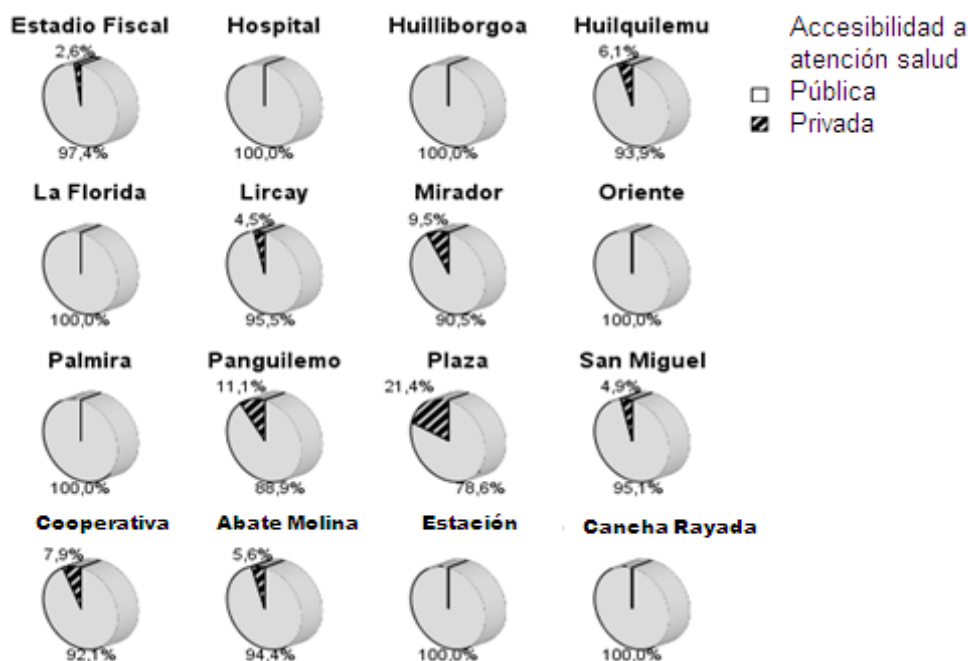 Estadio Fiscal
Hospital
Huilliborgoa
Huilquilemu
Accesibilidad a
atención salud
Pública
Privada
2,6%
97,4%
100,0%
100,0%
6,1%
93,9%
La Florida
Lircay
Mirador
Oriente
100,0%
4,5%
95,5%
9,5%
90,5%
100,0%
Palmira
Panguilemo
Plaza
San Miguel
100,0%
11,1%
88,9%
21,4%
78,6%
4,9%
95,1%
Cooperativa
Abate Molina
Estación
Cancha Rayada
7,9%
92,1%
5,6%
94,4%
100,0%
100,0%